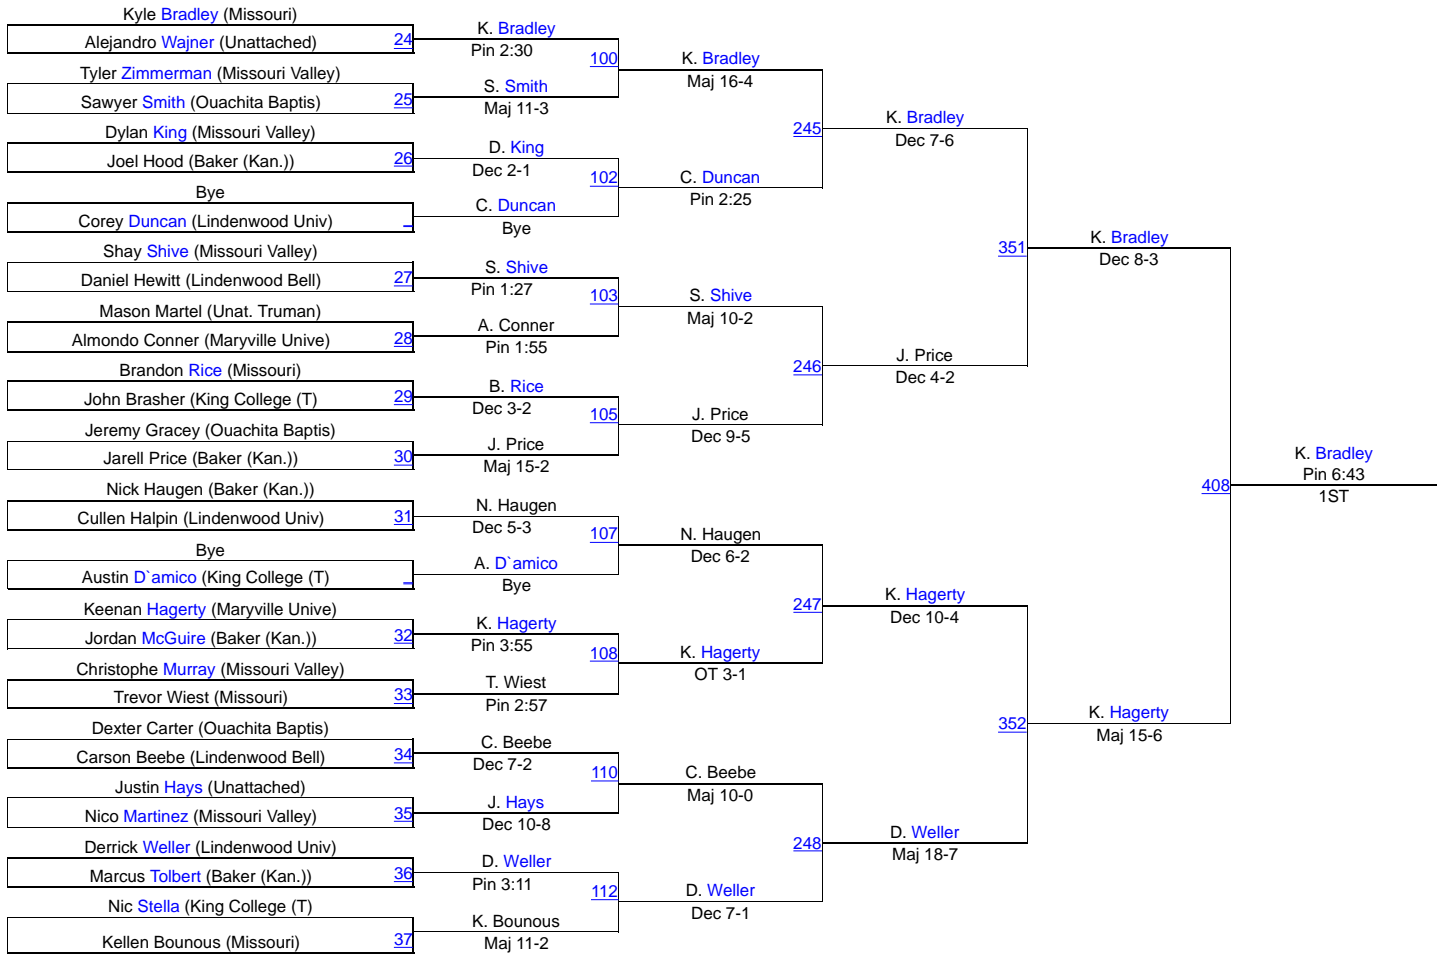 Kyle Bradley (Missouri)
Alejandro Wajner (Unattached)
24
Tyler Zimmerman (Missouri Valley)
Sawyer Smith (Ouachita Baptis)
25
Dylan King (Missouri Valley)
Joel Hood (Baker (Kan.))
26
Bye
Corey Duncan (Lindenwood Univ)
_
Shay Shive (Missouri Valley)
Daniel Hewitt (Lindenwood Bell)
27
Mason Martel (Unat. Truman)
Almondo Conner (Maryville Unive)
28
Brandon Rice (Missouri)
John Brasher (King College (T)
29
Jeremy Gracey (Ouachita Baptis)
Jarell Price (Baker (Kan.))
30
Nick Haugen (Baker (Kan.))
Cullen Halpin (Lindenwood Univ)
31
Bye
Austin D`amico (King College (T)
_
Keenan Hagerty (Maryville Unive)
Jordan McGuire (Baker (Kan.))
32
Christophe Murray (Missouri Valley)
Trevor Wiest (Missouri)
33
Dexter Carter (Ouachita Baptis)
Carson Beebe (Lindenwood Bell)
34
Justin Hays (Unattached)
Nico Martinez (Missouri Valley)
35
Derrick Weller (Lindenwood Univ)
Marcus Tolbert (Baker (Kan.))
36
Nic Stella (King College (T)
Kellen Bounous (Missouri)
37
K. Bradley
Pin 2:30
100
S. Smith
Maj 11-3
D. King
Dec 2-1
102
C. Duncan
Bye
S. Shive
Pin 1:27
103
A. Conner
Pin 1:55
B. Rice
Dec 3-2
105
J. Price
Maj 15-2
N. Haugen
Dec 5-3
107
A. D`amico
Bye
K. Hagerty
Pin 3:55
108
T. Wiest
Pin 2:57
C. Beebe
Dec 7-2
110
J. Hays
Dec 10-8
D. Weller
Pin 3:11
112
K. Bounous
Maj 11-2
K. Bradley
Maj 16-4
245
C. Duncan
Pin 2:25
S. Shive
Maj 10-2
246
J. Price
Dec 9-5
N. Haugen
Dec 6-2
247
K. Hagerty
OT 3-1
C. Beebe
Maj 10-0
248
D. Weller
Dec 7-1
K. Bradley
Dec 7-6
351
J. Price
Dec 4-2
K. Hagerty
Dec 10-4
352
D. Weller
Maj 18-7
K. Bradley
Dec 8-3
408
K. Hagerty
Maj 15-6
K. Bradley
Pin 6:43
1ST